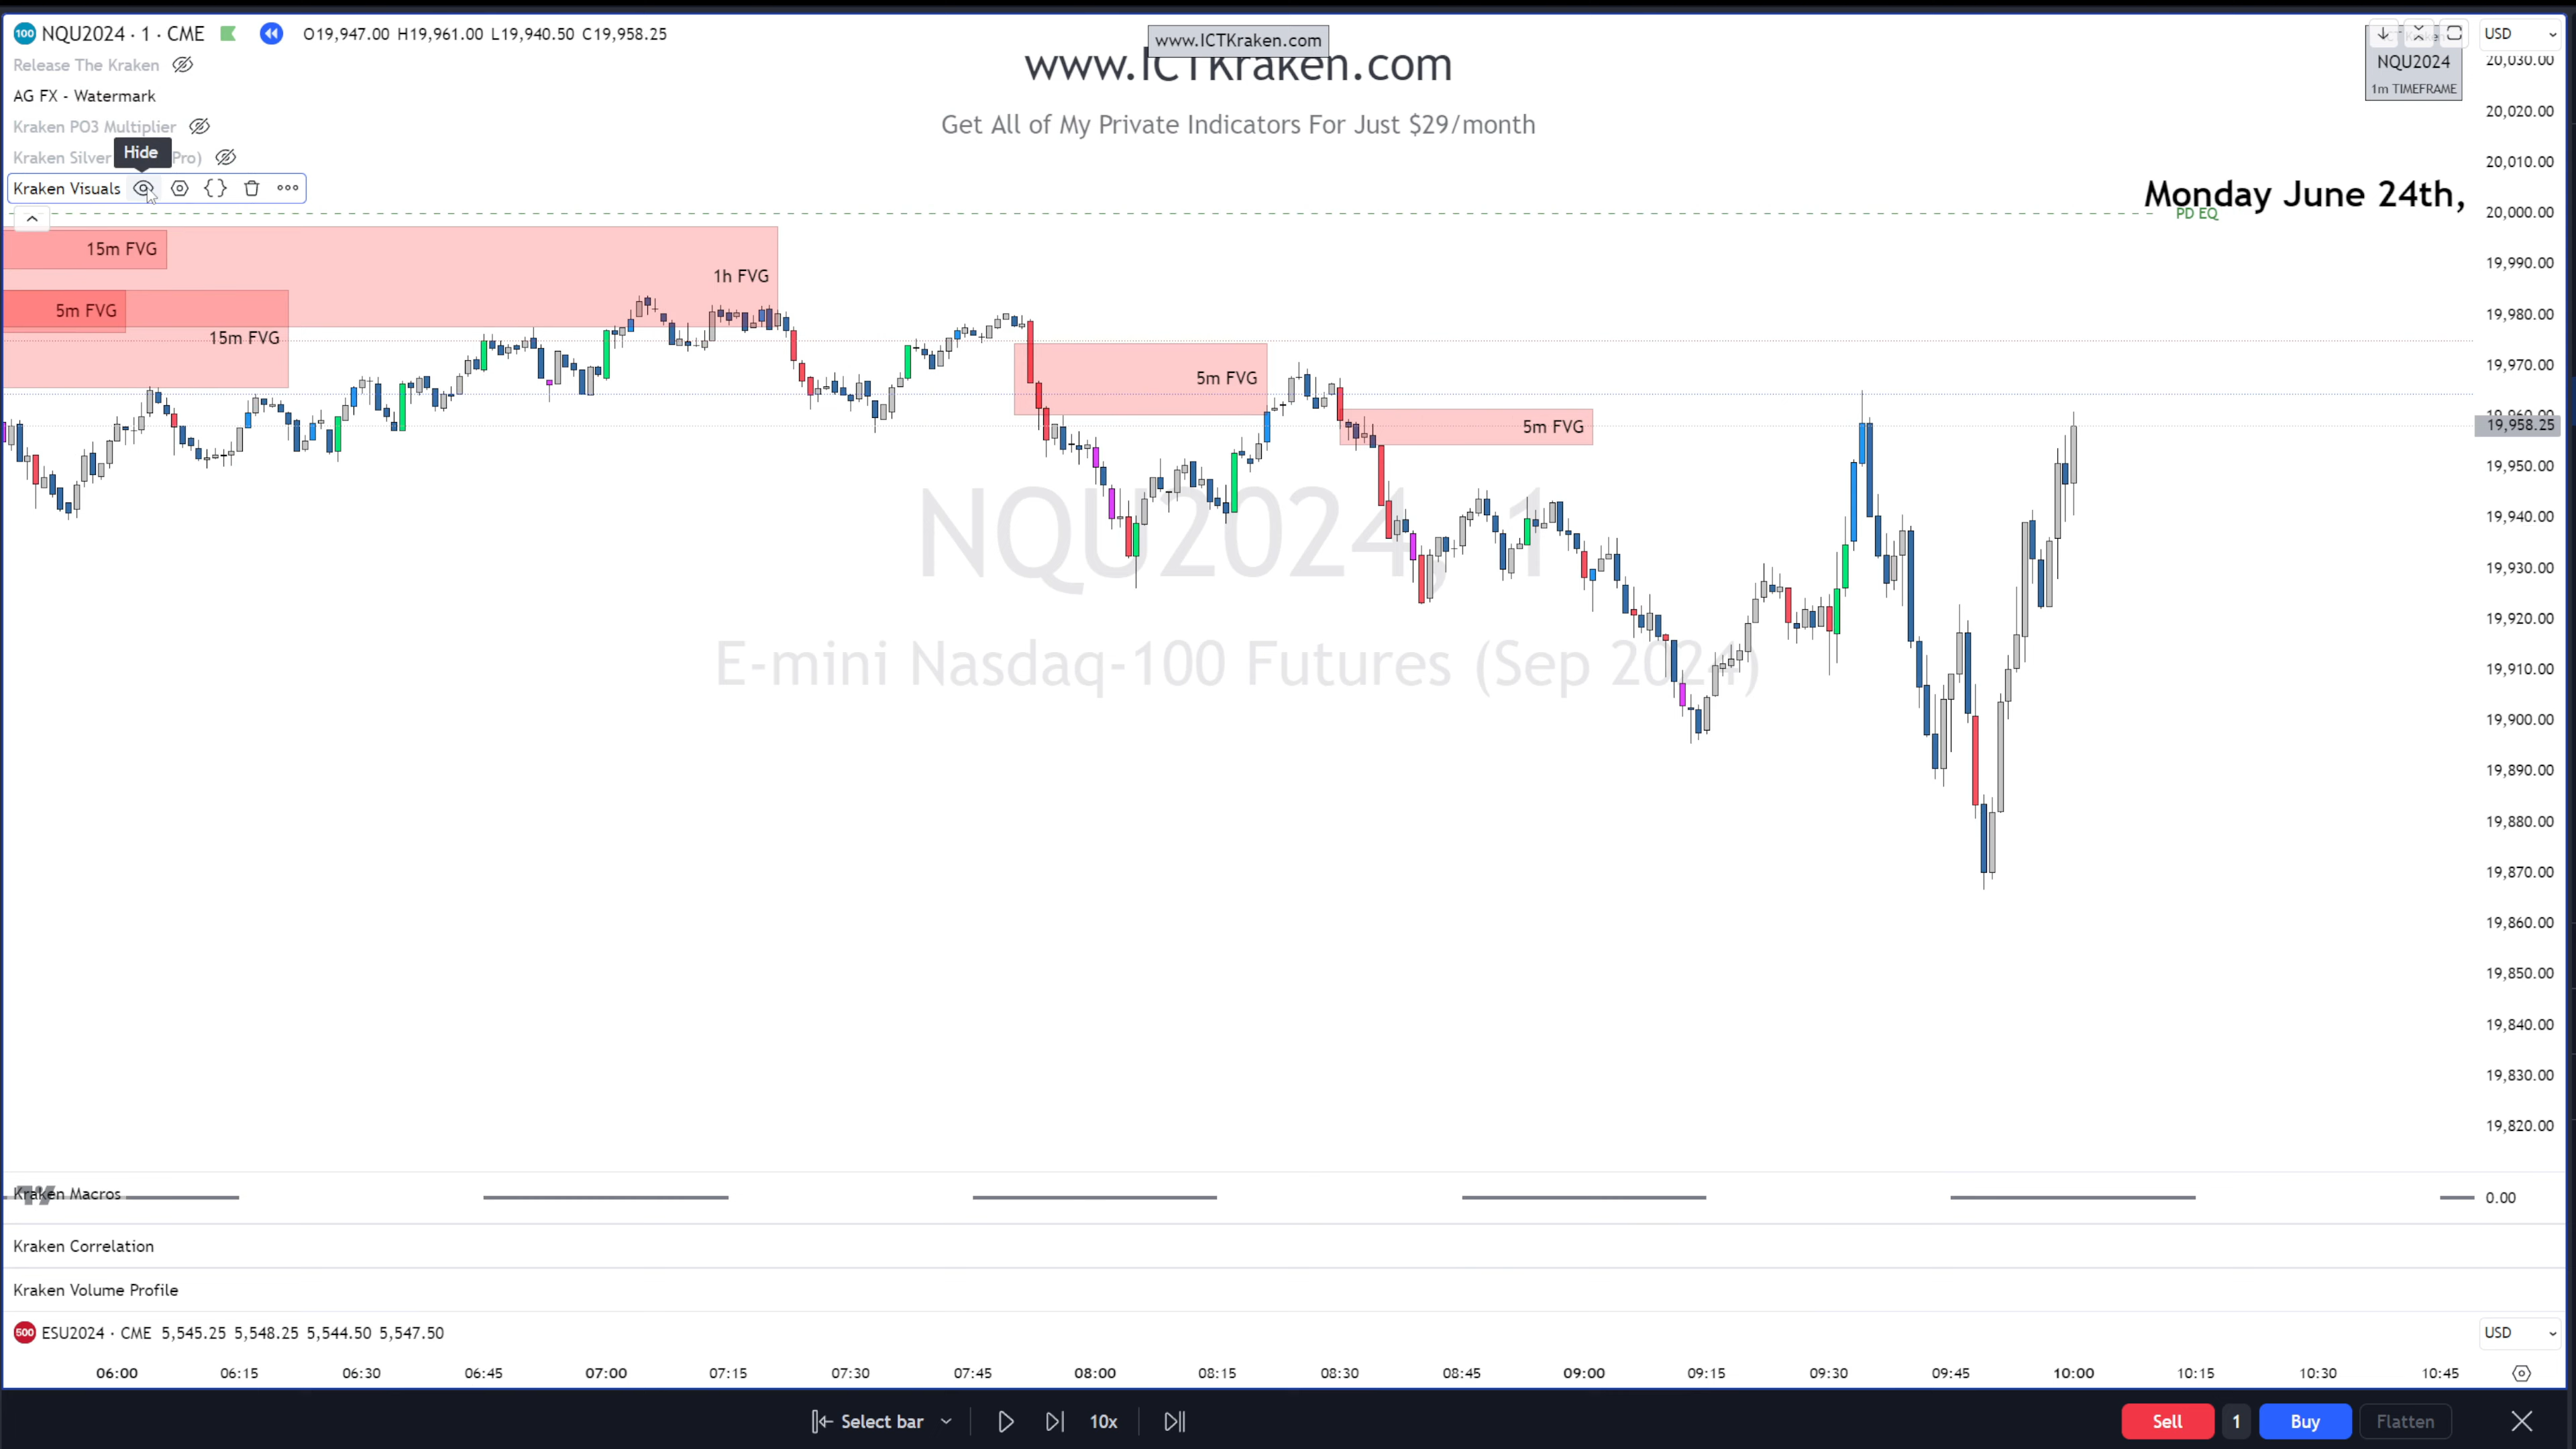 100 NQU2024 · 1 · CME O19,947.00 H19,961.00 L19,940.50 C19,958.25
Release The Kraken
AG FX - Watermark
Kraken PO3 Multiplier
Hide
Kraken Silver Pro)
Kraken Visuals
www.ICTKraken.com
www.ICTKraken.com
Get All of My Private Indicators For Just $29/month
NQU2024
1m TIMEFRAME
USD
Monday June 24th,
PD EQ
15m FVG
1h FVG
5m FVG
15m FVG
5m FVG
5m FVG
NQU2024, 1
E-mini Nasdaq-100 Futures (Sep 2024)
20,030.00
20,020.00
20,010.00
20,000.00
19,990.00
19,980.00
19,970.00
19,960.00
19,958.25
19,950.00
19,940.00
19,930.00
19,920.00
19,910.00
19,900.00
19,890.00
19,880.00
19,870.00
19,860.00
19,850.00
19,840.00
19,830.00
19,820.00
Kraken Macros
0.00
Kraken Correlation
Kraken Volume Profile
500 ESU2024 · CME 5,545.25 5,548.25 5,544.50 5,547.50
USD
06:00 06:15 06:30 06:45 07:00 07:15 07:30 07:45 08:00 08:15 08:30 08:45 09:00 09:15 09:30 09:45 10:00 10:15 10:30 10:45
Select bar 10x
Sell 1 Buy Flatten